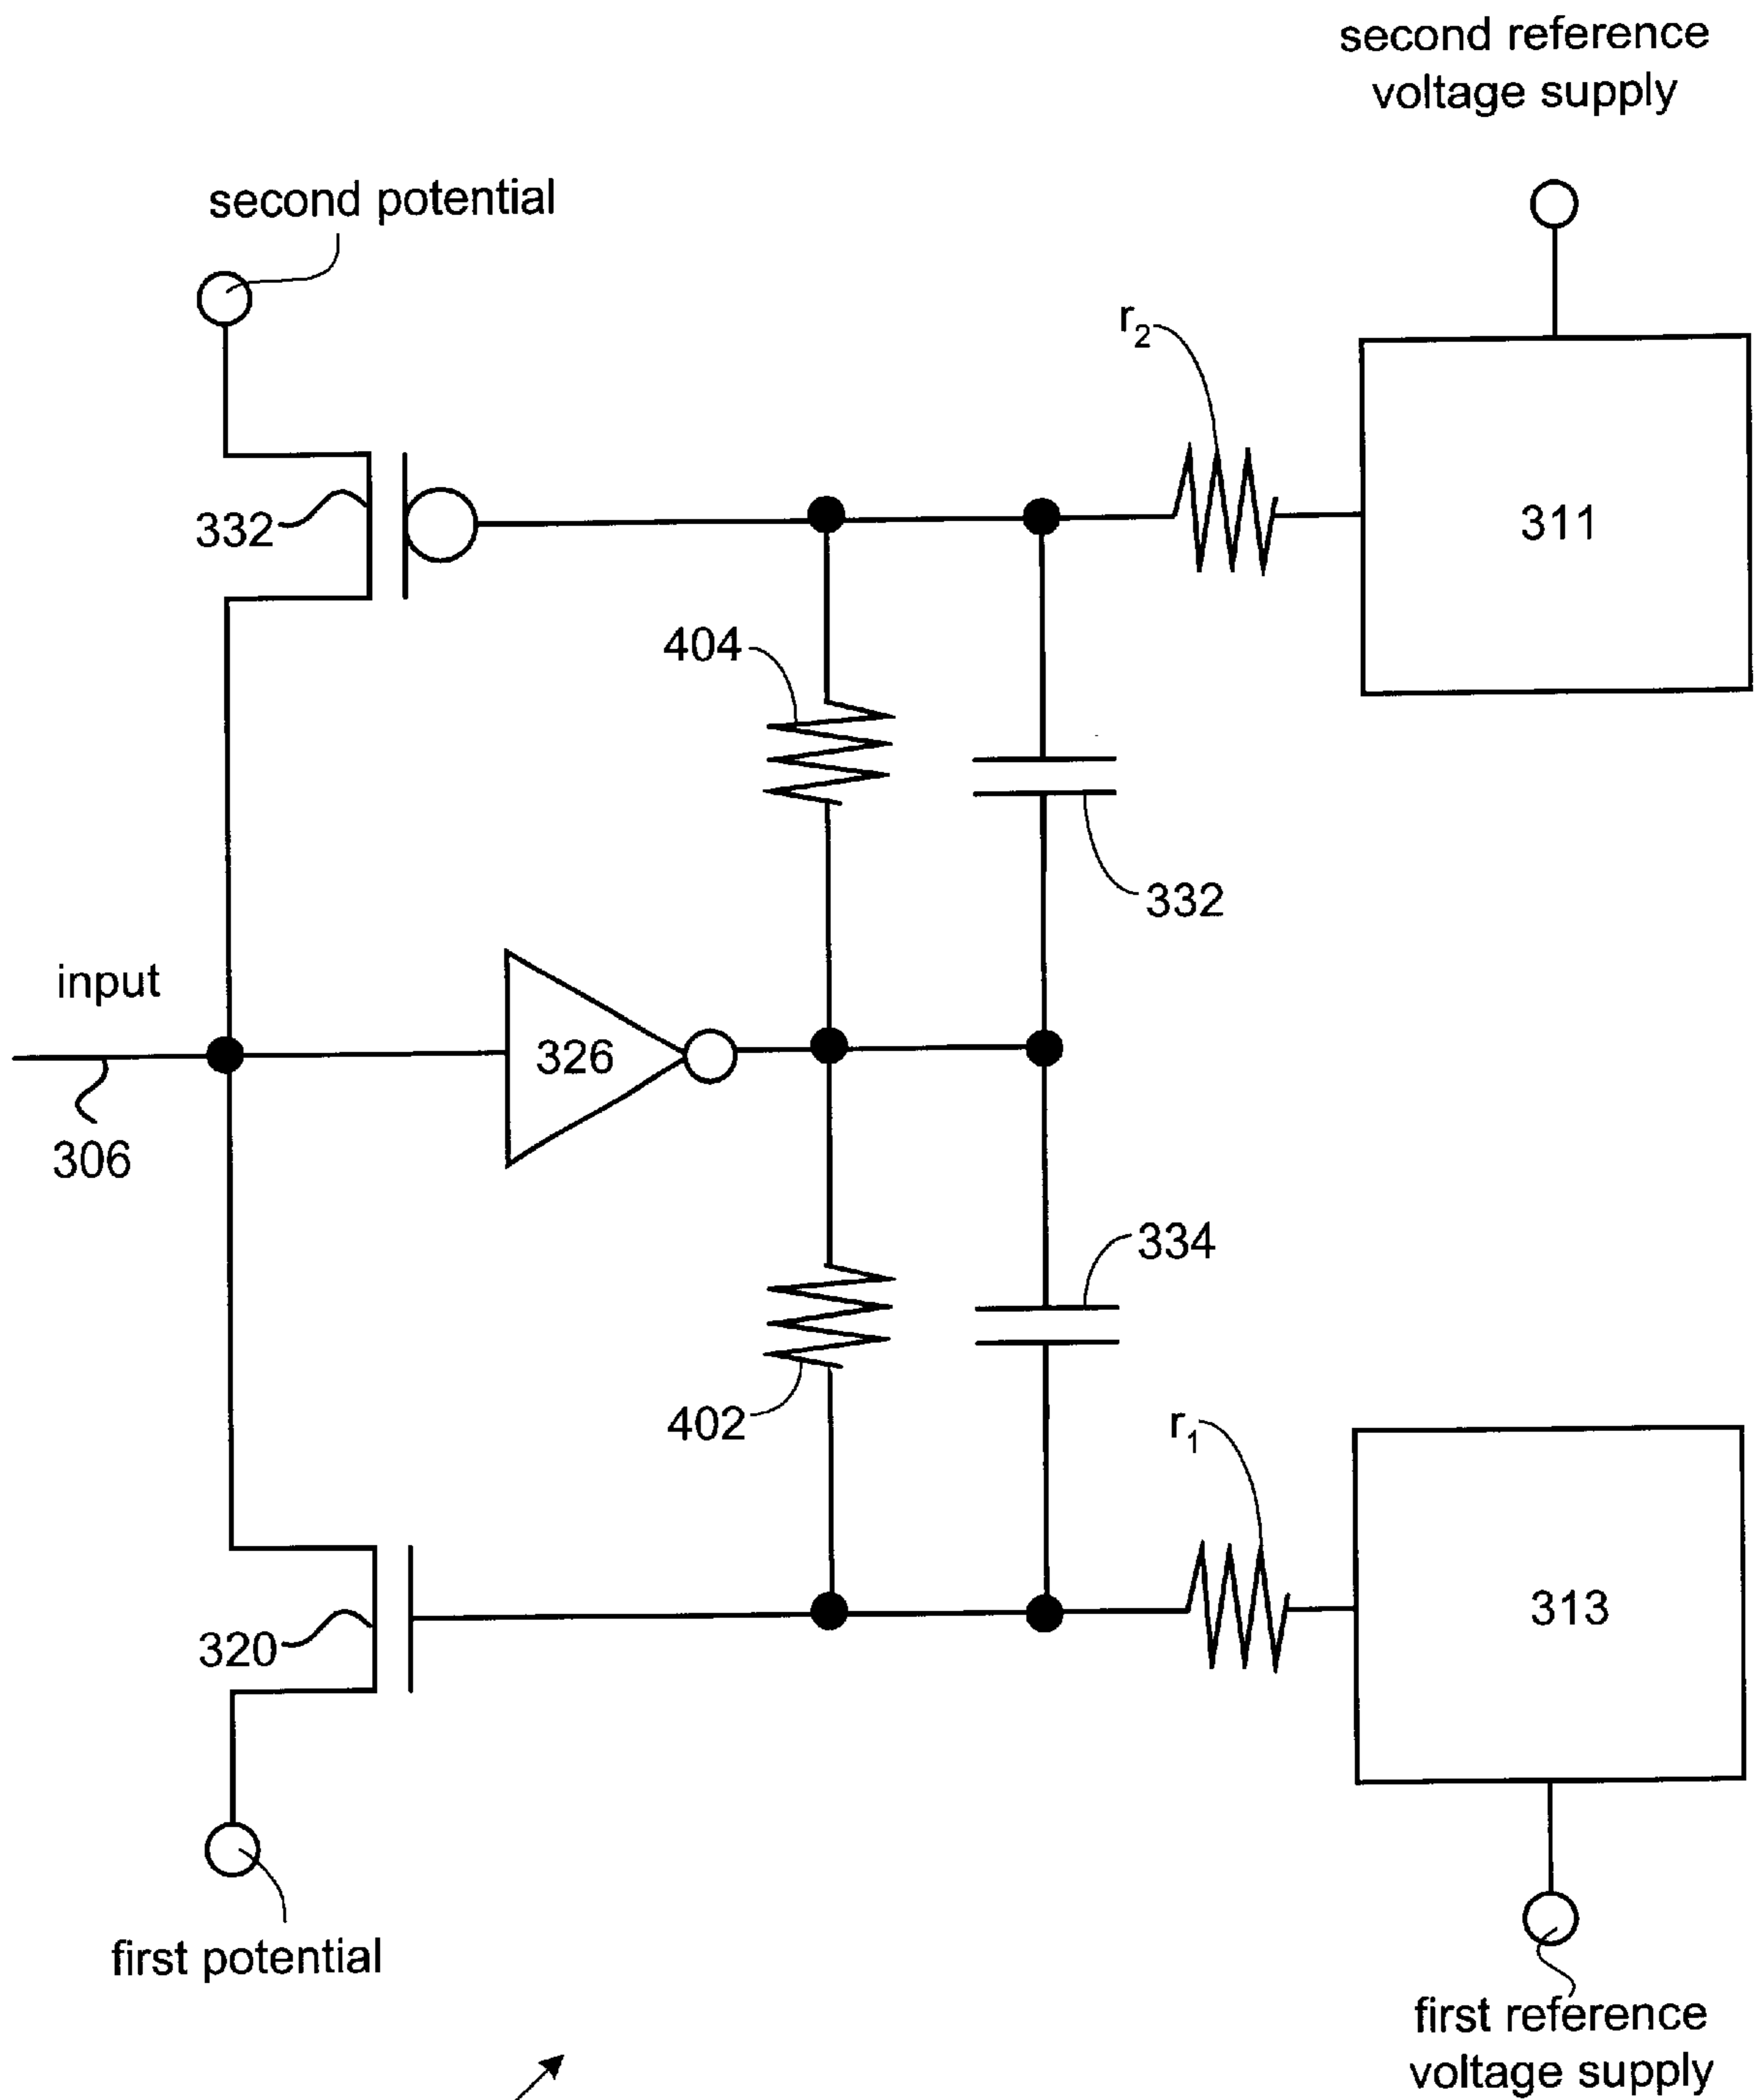 second reference
voltage supply
second potential
r2
332
311
404
332
input
326
306
334
402
r1
313
320
first potential
first reference
voltage supply